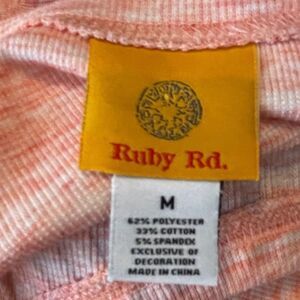 Ruby Rd.
M
62% POLYESTER
33% COTTON
5% SPANDEX
EXCLUSIVE OF
DECORATION
MADE IN CHINA